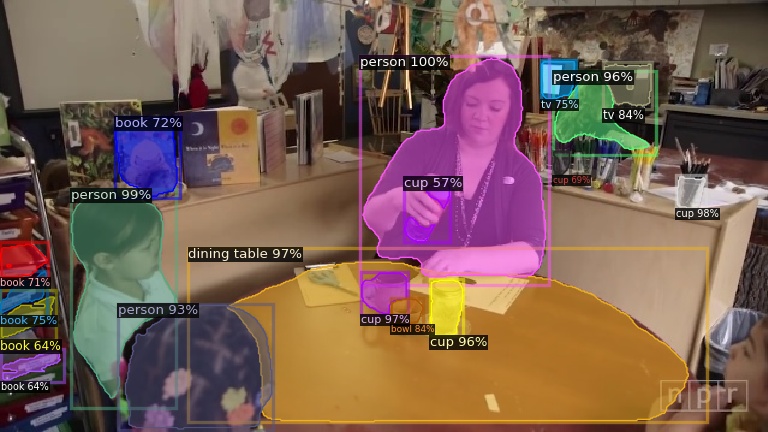 person 100%
person 96%
tv 75%
tv 84%
book 72%
cup 57%
cup 69%
person 99%
cup 98%
dining table 97%
book 71%
person 93%
book 75%
cup 97%
bowl 84%
cup 96%
book 64%
book 64%
npr